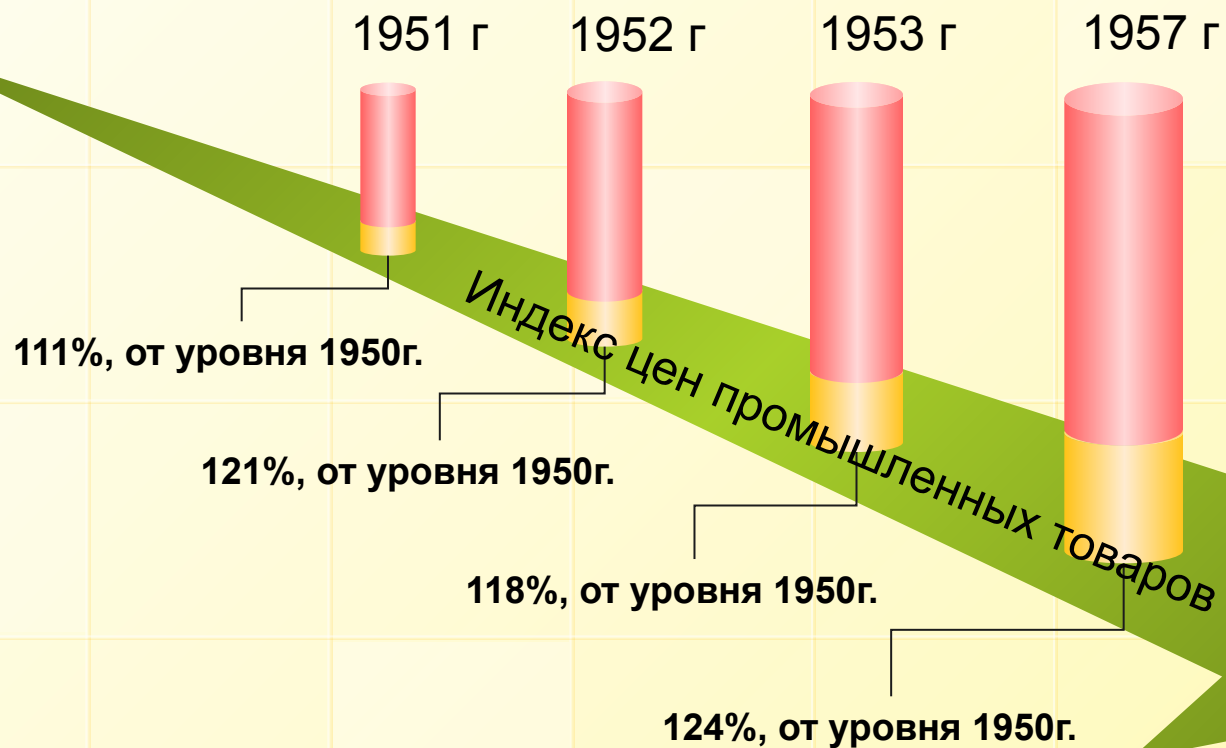 1951 г 1952 г 1953 г 1957 г
Индекс цен промышленных товаров
111%, от уровня 1950г.
121%, от уровня 1950г.
118%, от уровня 1950г.
124%, от уровня 1950г.